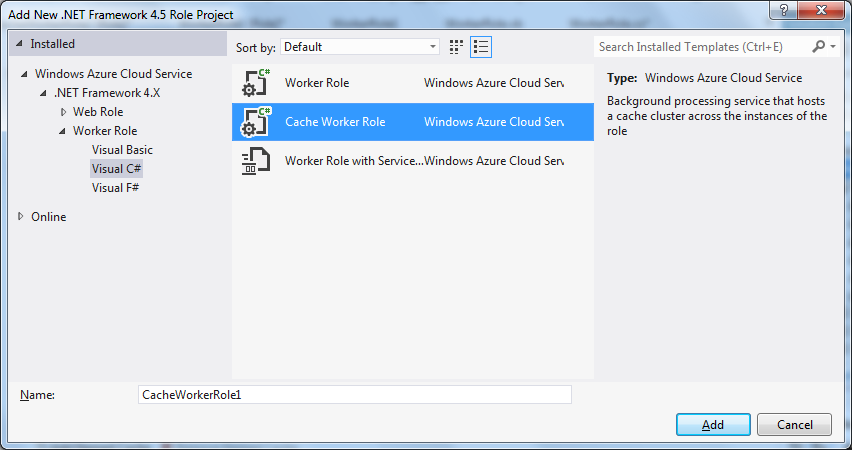 Add New .NET Framework 4.5 Role Project
Installed
Sort by: Default
Search Installed Templates (Ctrl+E)
Windows Azure Cloud Service
.NET Framework 4.X
Web Role
Worker Role
Visual Basic
Visual C#
Visual F#
Online
C# Worker Role Windows Azure Cloud Serv
C# Cache Worker Role Windows Azure Cloud Serv
Worker Role with Service... Windows Azure Cloud Serv
Type: Windows Azure Cloud Service
Background processing service that hosts
a cache cluster across the instances of the
role
Name: CacheWorkerRole1
Add
Cancel